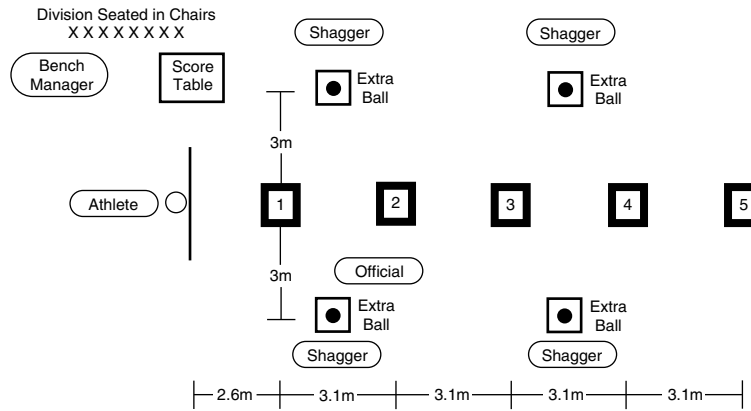 Division Seated in Chairs
X X X X X X X X
Shagger
Shagger
Bench
Manager
Score
Table
Extra
Ball
Extra
Ball
3m
Athlete
1
2
3
4
5
3m
Official
Extra
Ball
Extra
Ball
Shagger
Shagger
2.6m
3.1m
3.1m
3.1m
3.1m